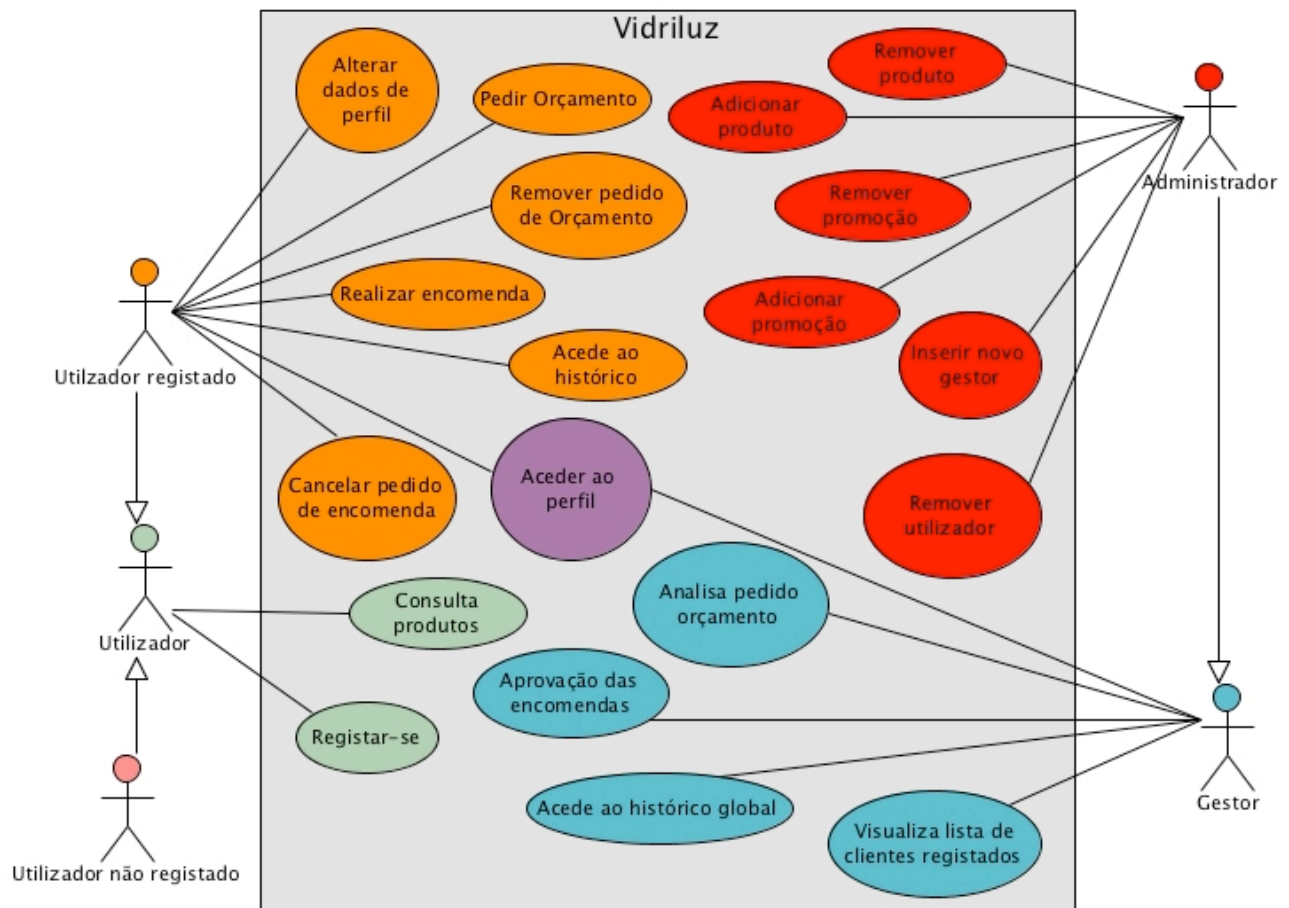 Vidriluz
Alterar
dados de
perfil
Pedir Orçamento
Remover
produto
Adicionar
produto
Remover pedido
de Orçamento
Remover
promoção
Administrador
Realizar encomenda
Adicionar
promoção
Acede ao
histórico
Inserir novo
gestor
Utilzador registado
Cancelar pedido
de encomenda
Aceder ao
perfil
Remover
utilizador
Consulta
produtos
Analisa pedido
orçamento
Utilizador
Aprovação das
encomendas
Registar-se
Acede ao histórico global
Visualiza lista de
clientes registados
Gestor
Utilizador não registado